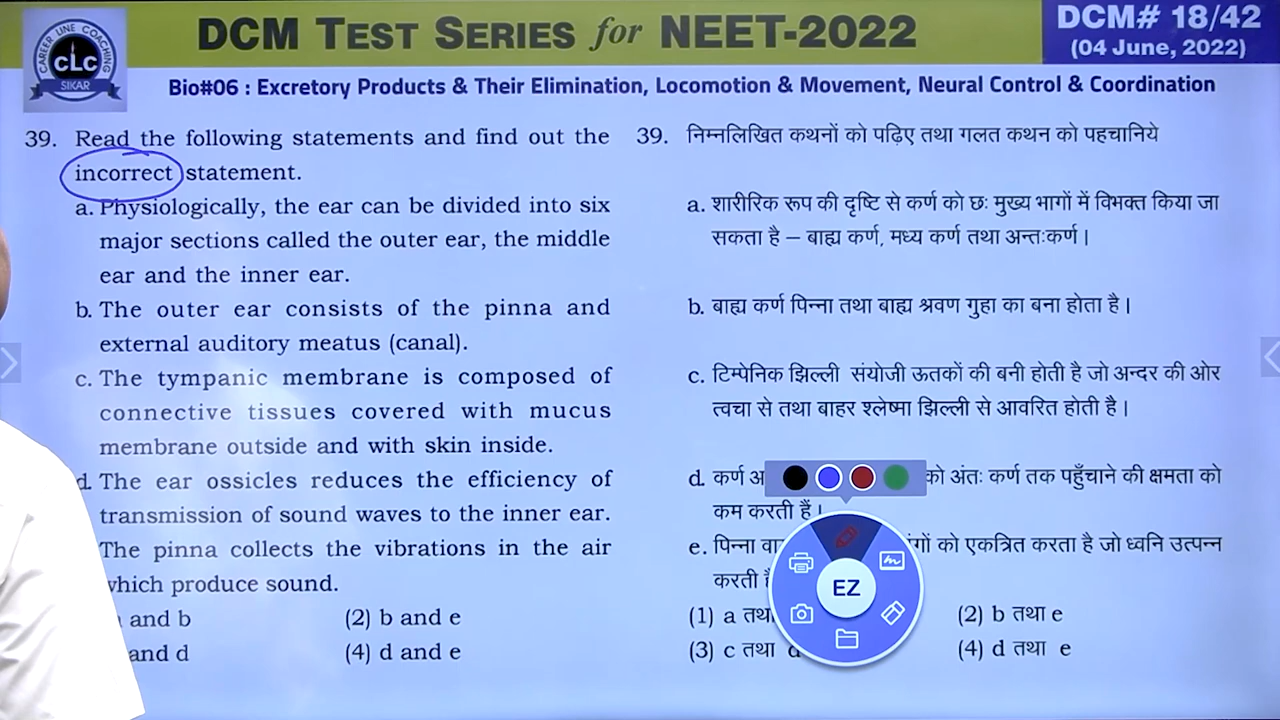 DCM TEST SERIES for NEET-2022
DCM# 18/42
(04 June, 2022)
CAREER LINE COACHING
CLC
SIKAR
Bio#06 : Excretory Products & Their Elimination, Locomotion & Movement, Neural Control & Coordination
39. Read the following statements and find out the
incorrect statement.
a. Physiologically, the ear can be divided into six
major sections called the outer ear, the middle
ear and the inner ear.
b. The outer ear consists of the pinna and
external auditory meatus (canal).
c. The tympanic membrane is composed of
connective tissues covered with mucus
membrane outside and with skin inside.
d. The ear ossicles reduces the efficiency of
transmission of sound waves to the inner ear.
The pinna collects the vibrations in the air
which produce sound.
and b
(2) b and e
and d
(4) d and e
39. निम्नलिखित कथनों को पढ़िए तथा गलत कथन को पहचानिये
a. शारीरिक रूप की दृष्टि से कर्ण को छः मुख्य भागों में विभक्त किया जा
सकता है – बाह्य कर्ण, मध्य कर्ण तथा अन्तःकर्ण।
b. बाह्य कर्ण पिन्ना तथा बाह्य श्रवण गुहा का बना होता है।
c. टिम्पेनिक झिल्ली संयोजी ऊतकों की बनी होती है जो अन्दर की ओर
त्वचा से तथा बाहर श्लेष्मा झिल्ली से आवरित होती है।
d. कर्ण को अंतः कर्ण तक पहुँचाने की क्षमता को
कम करती हैं।
e. पिन्ना को एकत्रित करता है जो ध्वनि उत्पन्न
करती
EZ
(1) a तथा
(2) b तथा e
(3) c तथा d
(4) d तथा e